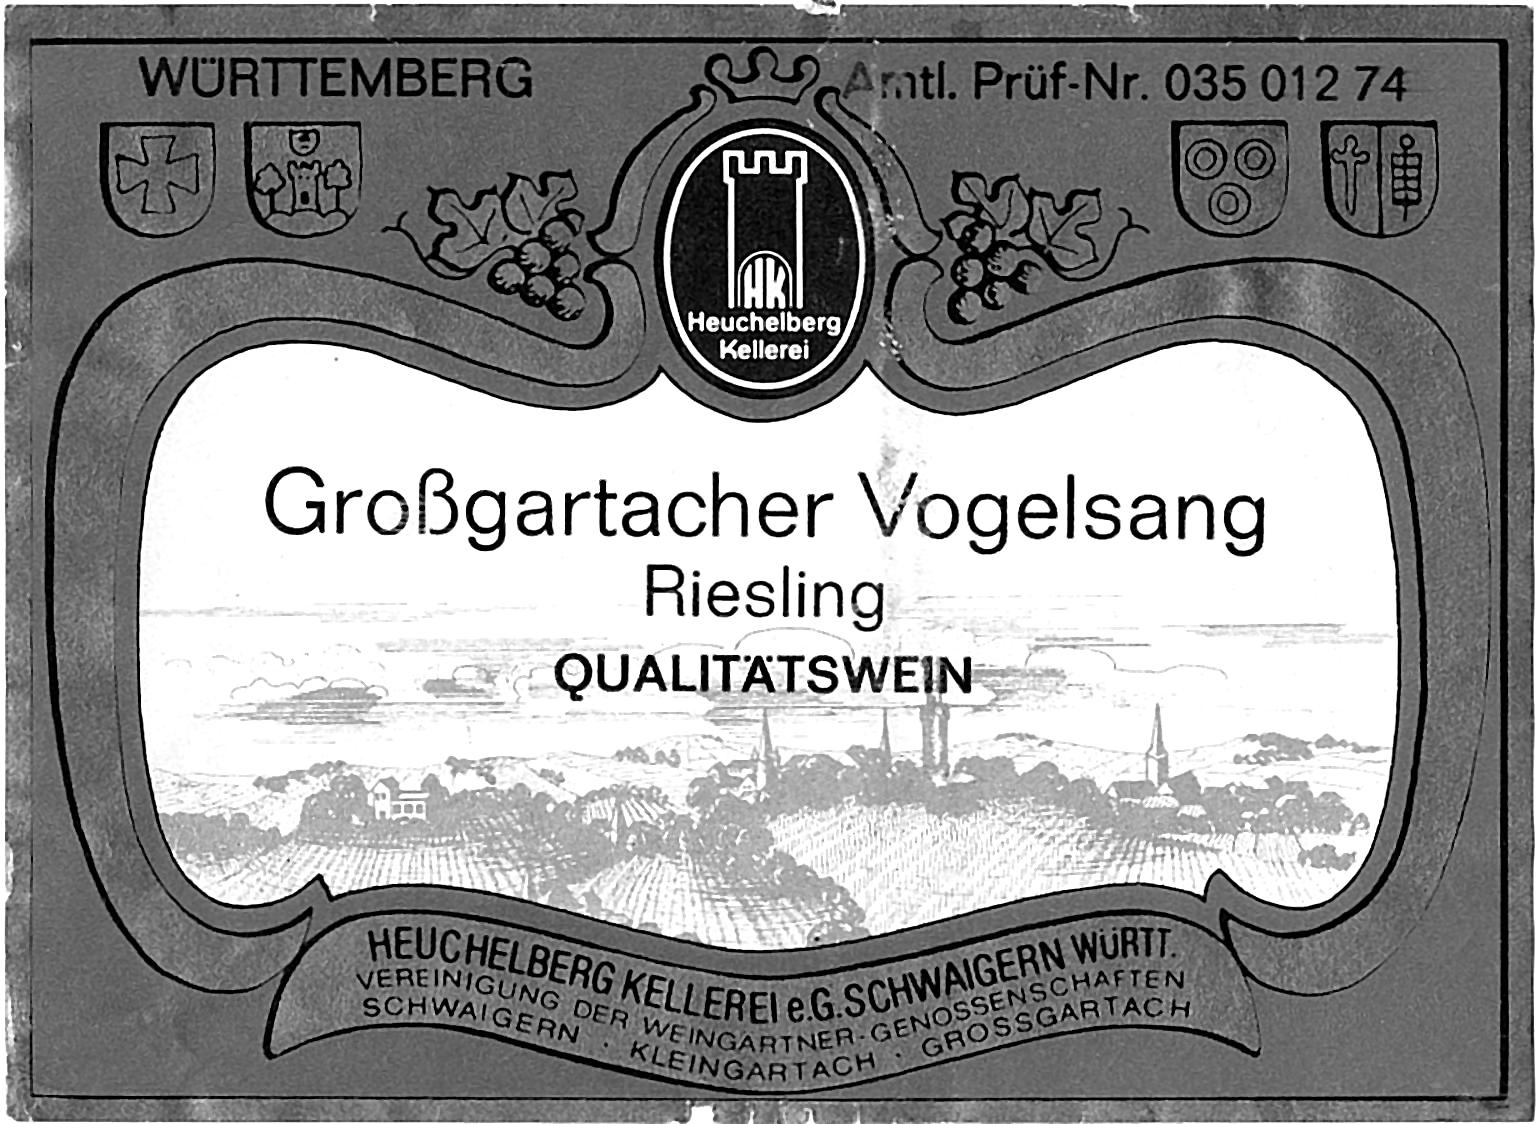 WÜRTTEMBERG
Amtl. Prüf-Nr. 035 012 74
HK
Heuchelberg
Kellerei
Großgartacher Vogelsang
Riesling
QUALITÄTSWEIN
HEUCHELBERG KELLEREI e.G. SCHWAIGERN WÜRTT.
VEREINIGUNG DER WEINGÄRTNER-GENOSSENSCHAFTEN
SCHWAIGERN · KLEINGARTACH · GROSSGARTACH